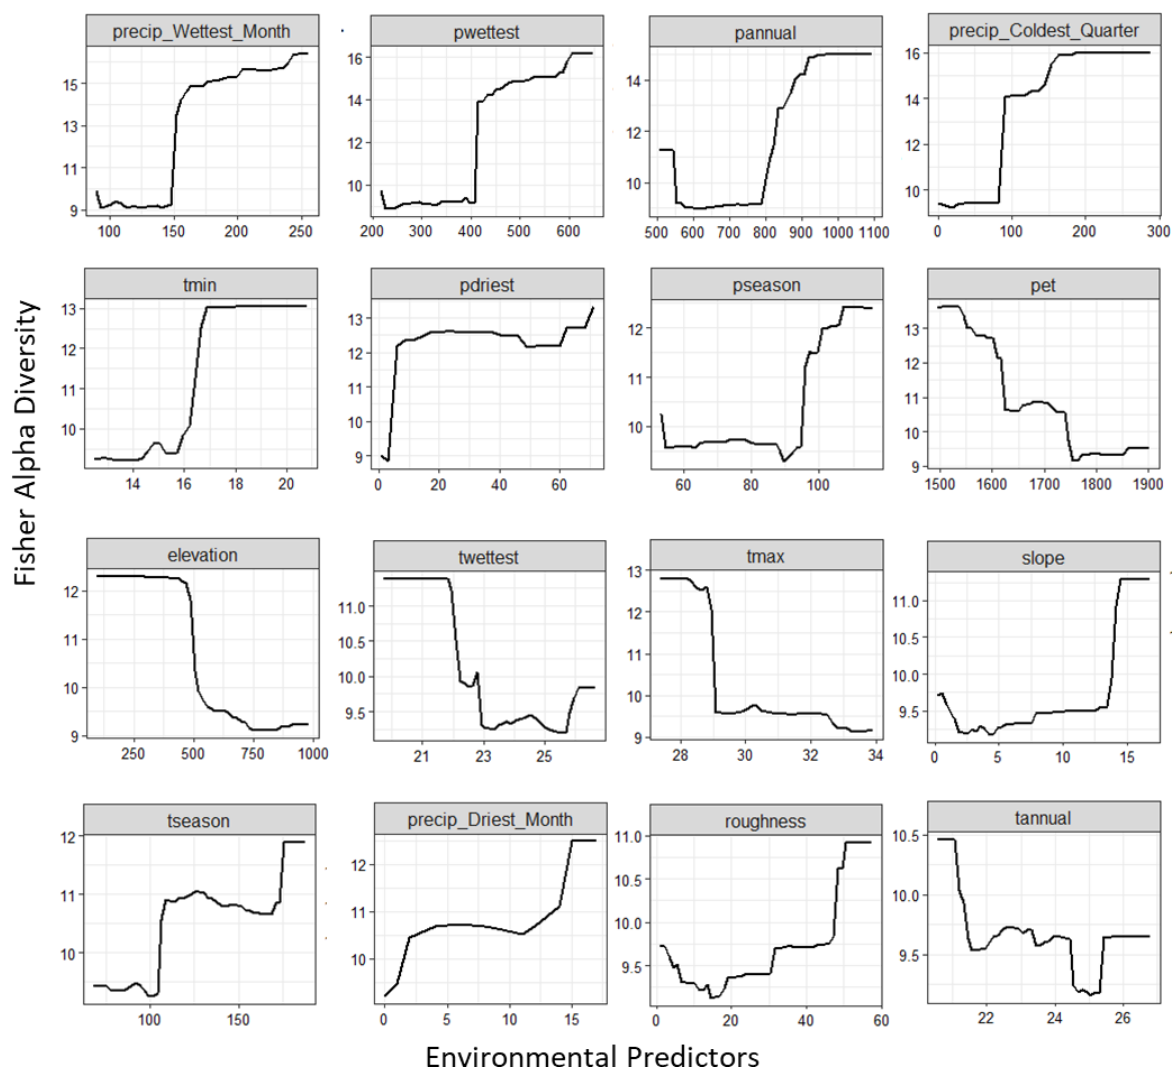 precip_Wettest_Month pwettest pannual precip_Coldest_Quarter
15 13 11 9
100 150 200 250
16 14 12 10
200 300 400 500 600
14 12 10
500 600 700 800 900 1000 1100
16 14 12 10
0 100 200 300
tmin pdriest pseason pet
13 12 11 10
14 16 18 20
13 12 11 10 9
0 20 40 60
12 11 10
60 80 100
13 12 11 10 9
1500 1600 1700 1800 1900
Fisher Alpha Diversity
elevation twettest tmax slope
12 11 10 9
250 500 750 1000
11.0 10.5 10.0 9.5
21 23 25
13 12 11 10 9
28 30 32 34
11.0 10.5 10.0 9.5
0 5 10 15
tseason precip_Driest_Month roughness tannual
12 11 10
100 150
12 11 10
0 5 10 15
11.0 10.5 10.0 9.5
0 20 40 60
10.5 10.0 9.5
22 24 26
Environmental Predictors